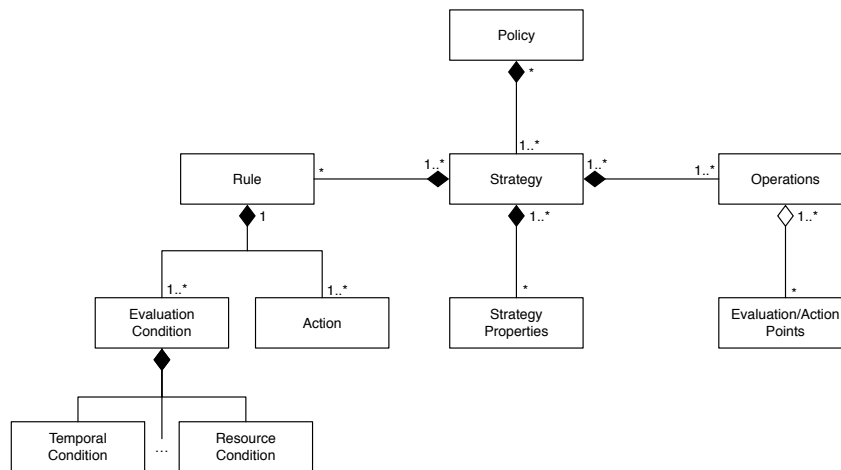 Policy
*
1..*
Rule
*
1..*
Strategy
1..*
1..*
Operations
1
1..*
1..*
1..*
1..*
Evaluation
Condition
Action
*
Strategy
Properties
*
Evaluation/Action
Points
Temporal
Condition
...
Resource
Condition